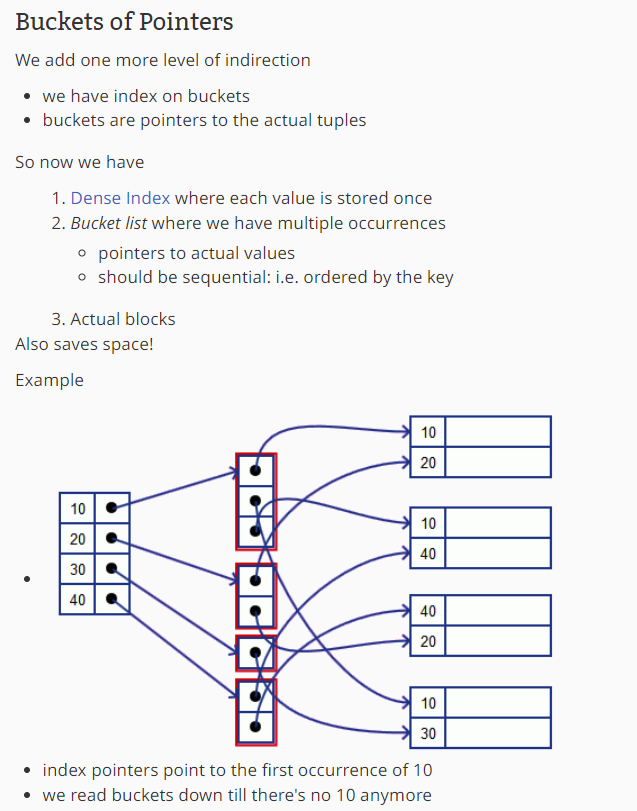 Buckets of Pointers
We add one more level of indirection
we have index on buckets
buckets are pointers to the actual tuples
So now we have
1. Dense Index where each value is stored once
2. Bucket list where we have multiple occurrences
pointers to actual values
should be sequential: i.e. ordered by the key
3. Actual blocks
Also saves space!
Example
10
20
30
40
10
20
10
40
40
20
10
30
index pointers point to the first occurrence of 10
we read buckets down till there's no 10 anymore